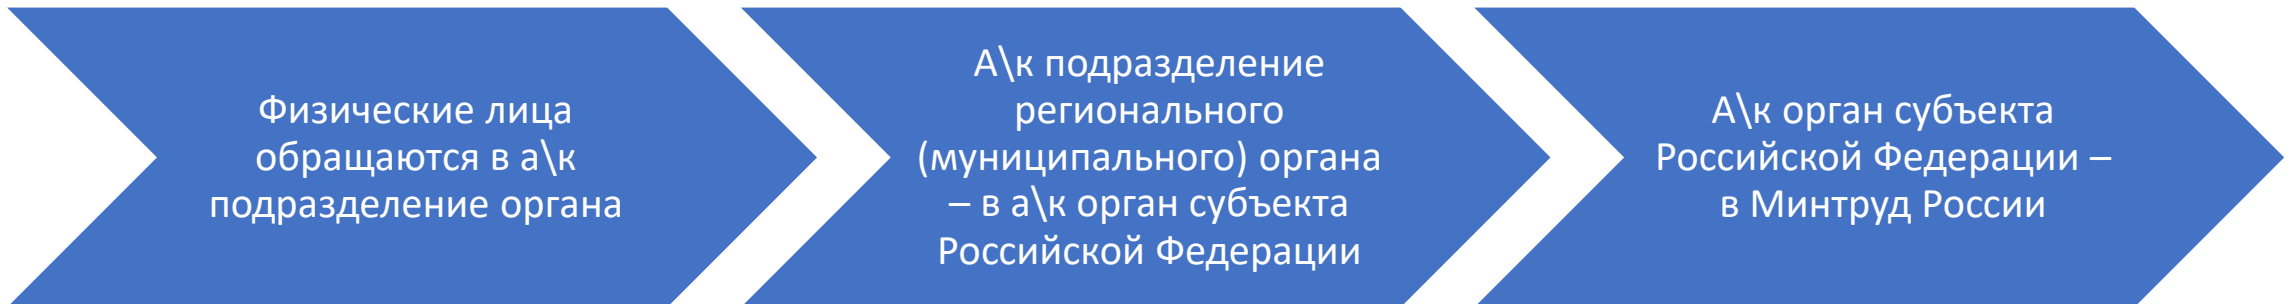 Физические лица
обращаются в а\к
подразделение органа
А\к подразделение
регионального
(муниципального) органа
– в а\к орган субъекта
Российской Федерации
А\к орган субъекта
Российской Федерации –
в Минтруд России